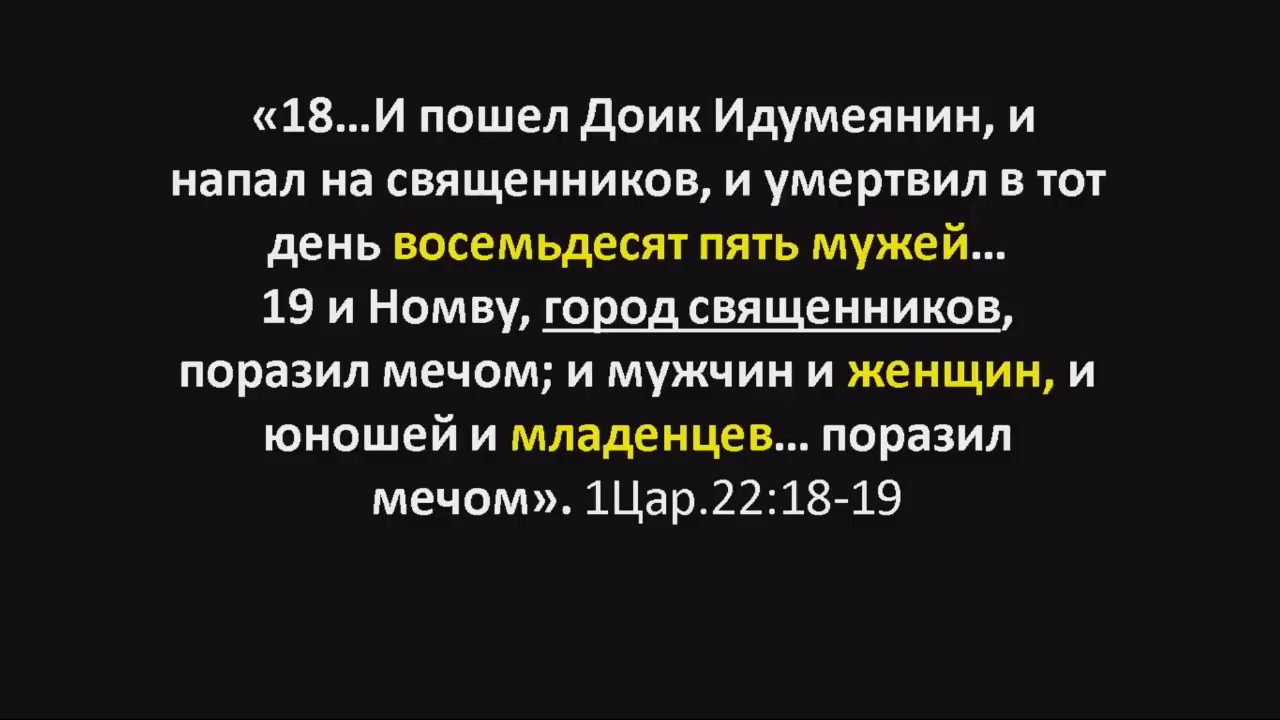 «18...И пошел Доик Идумеянин, и
напал на священников, и умертвил в тот
день восемьдесят пять мужей...
19 и Номву, город священников,
поразил мечом; и мужчин и женщин, и
юношей и младенцев... поразил
мечом». 1Цар.22:18-19